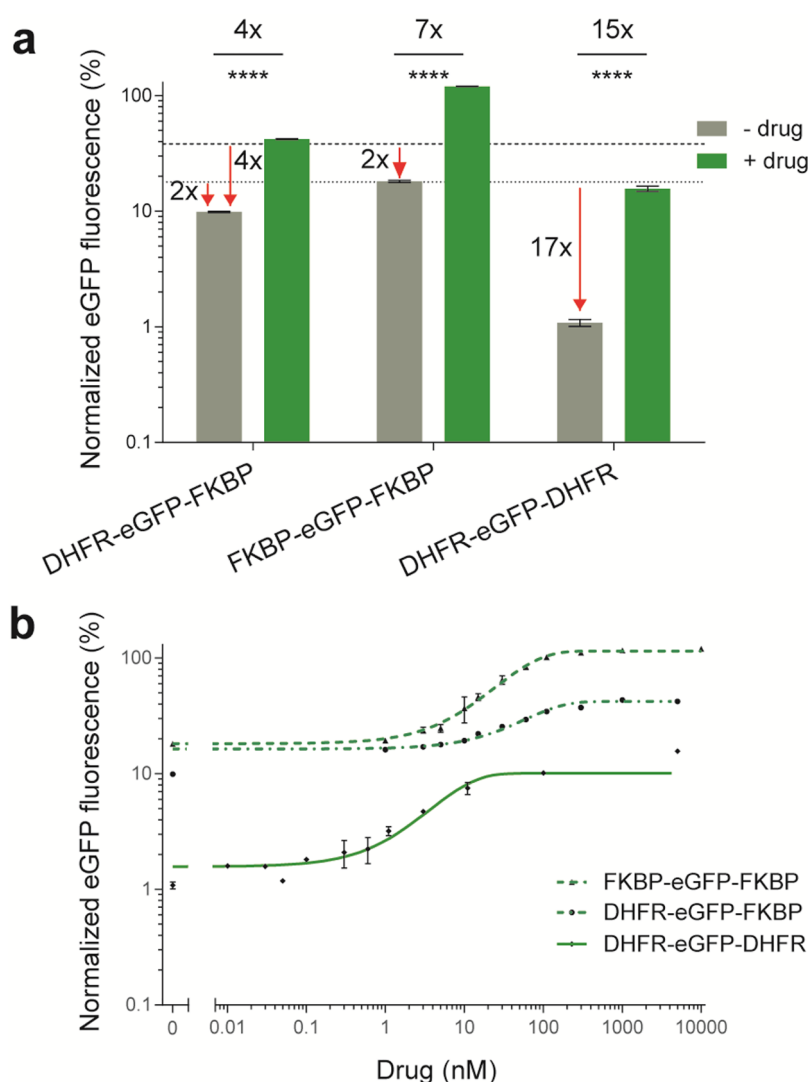 a
4x 7x 15x
**** **** ****
Normalized eGFP fluorescence (%)
100
10
1
0.1
2x
4x
2x
17x
- drug
+ drug
DHFR-eGFP-FKBP
FKBP-eGFP-FKBP
DHFR-eGFP-DHFR
b
Normalized eGFP fluorescence (%)
100
10
1
0.1
FKBP-eGFP-FKBP
DHFR-eGFP-FKBP
DHFR-eGFP-DHFR
0 0.01 0.1 1 10 100 1000 10000
Drug (nM)